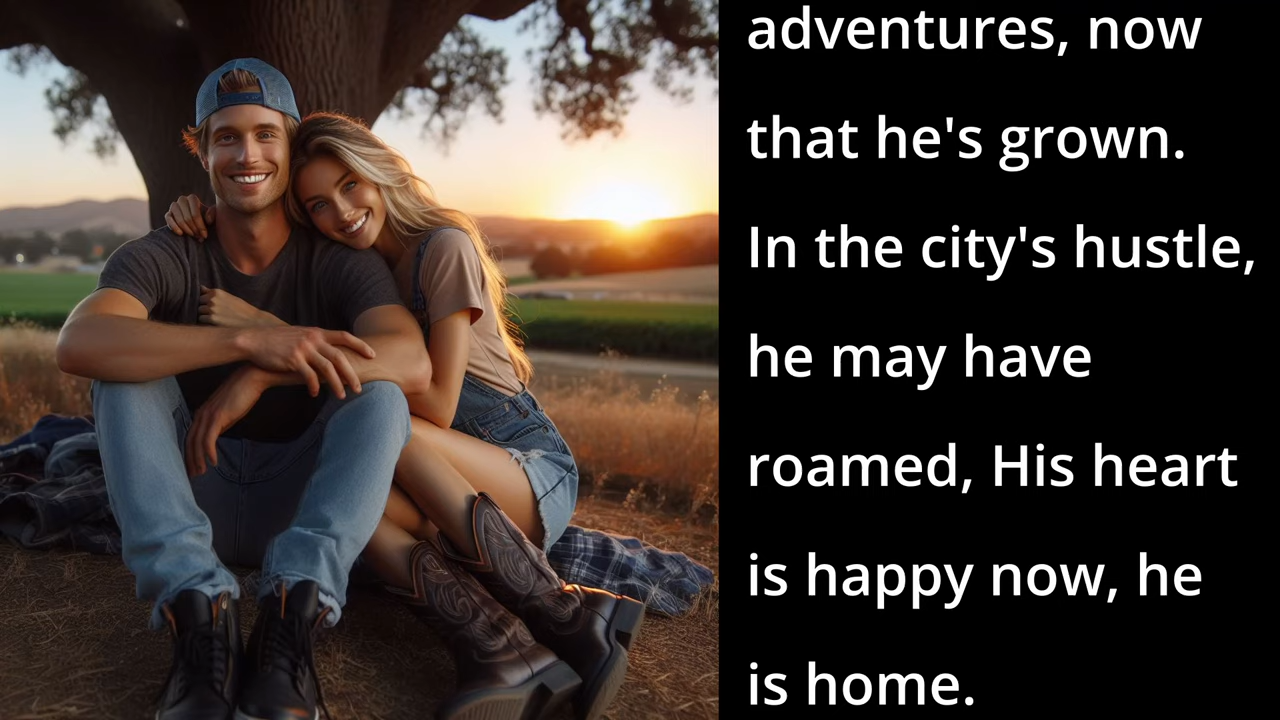 adventures, now
that he's grown.
In the city's hustle,
he may have
roamed, His heart
is happy now, he
is home.